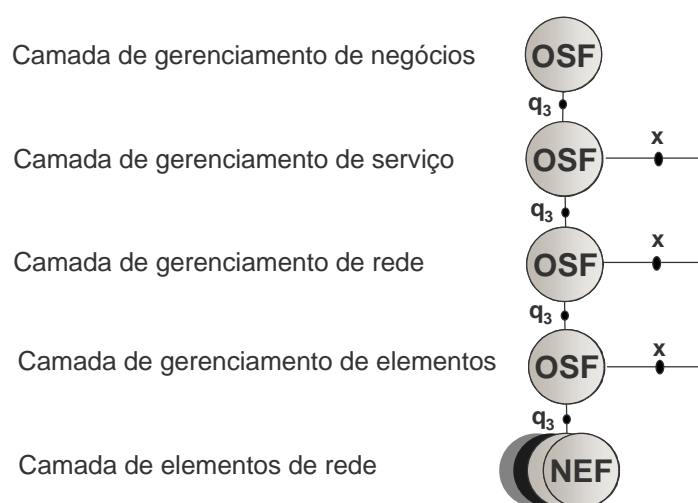 Camada de gerenciamento de negócios OSF
q3
Camada de gerenciamento de serviço OSF x
q3
Camada de gerenciamento de rede OSF x
q3
Camada de gerenciamento de elementos OSF x
q3
Camada de elementos de rede NEF